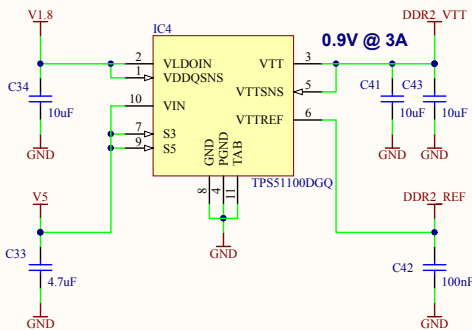 V1.8
IC4
DDR2_VTT
0.9V @ 3A
2 VLDOIN VTT 3
1 VDDQSNS
C34
VTTSNS 5
C41 C43
10uF
10 VIN
VTTREF 6
10uF 10uF
7 S3
9 S5
GND
GND PGND TAB
GND GND
TPS51100DGQ
8 4 11
V5
DDR2_REF
GND
C33
4.7uF
C42
100nF
GND
GND